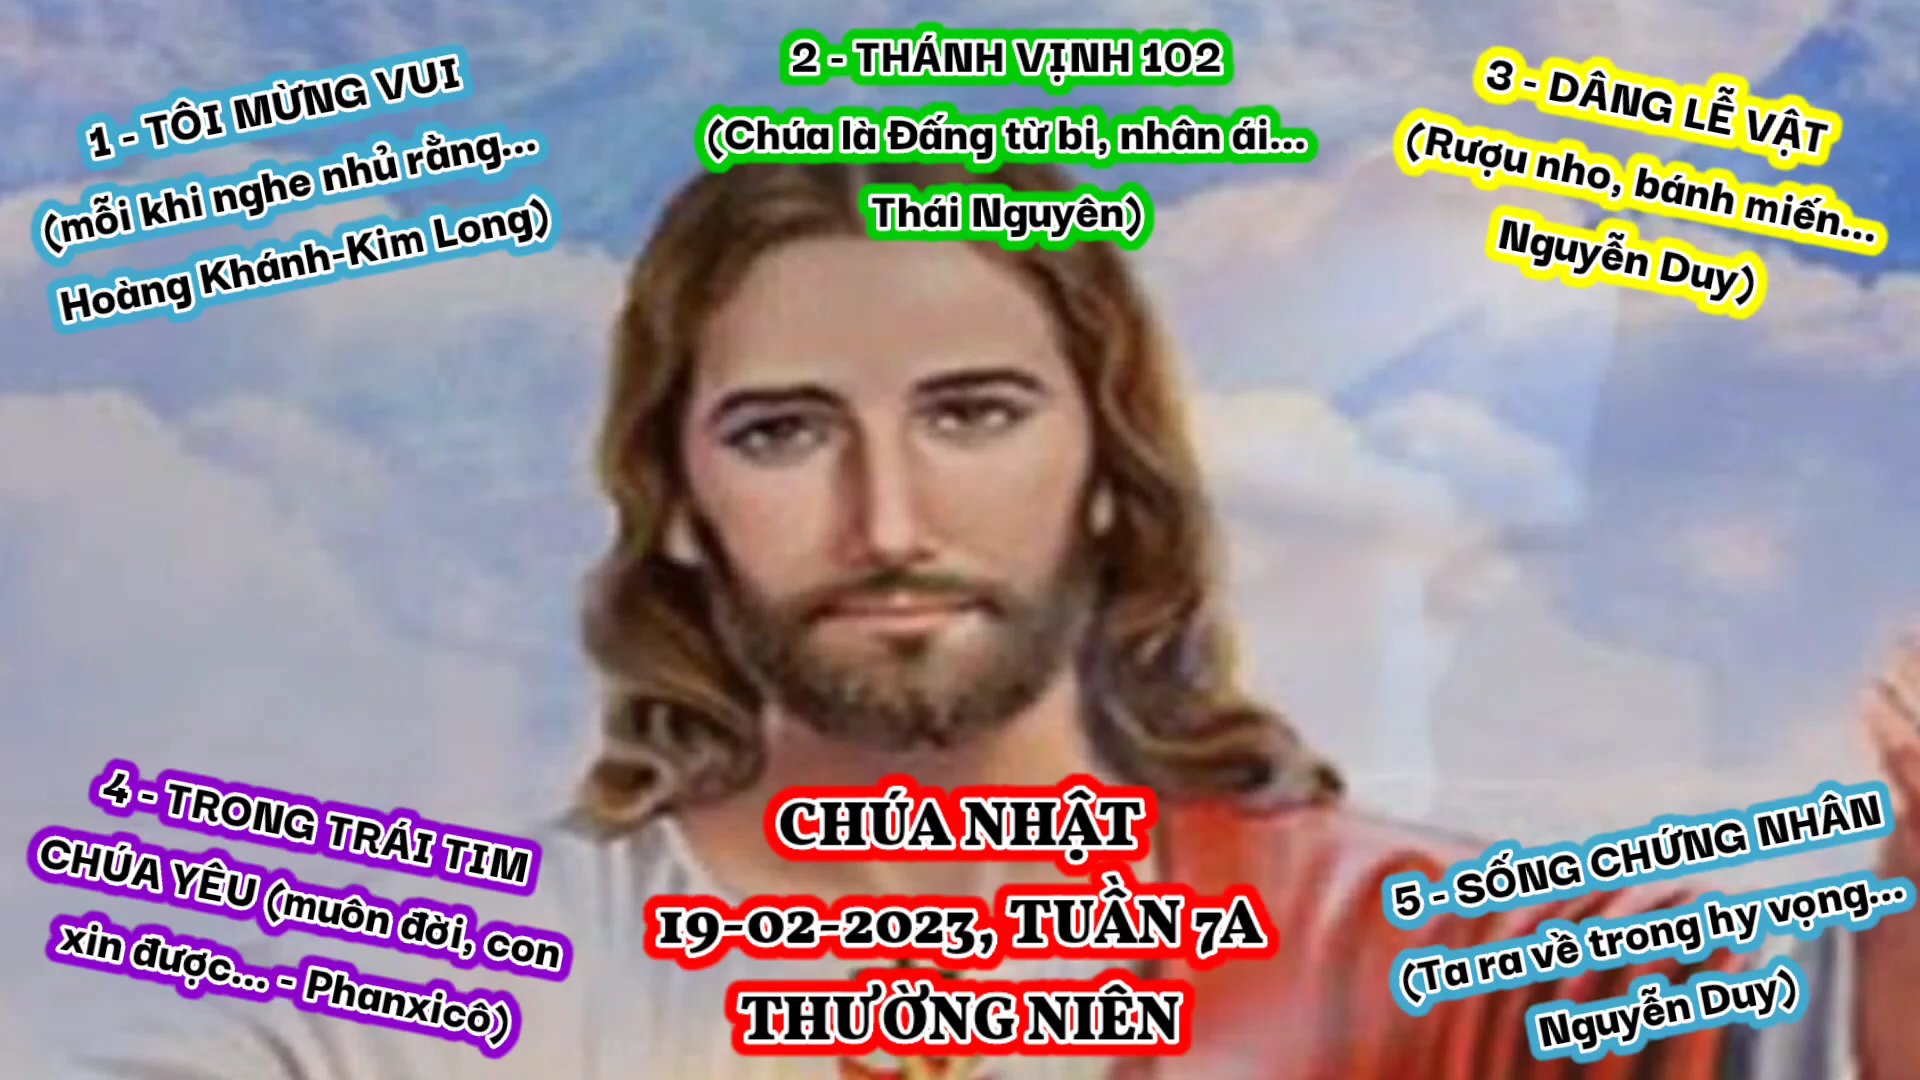 1 - TÔI MỪNG VUI
(mỗi khi nghe nhủ rằng...
Hoàng Khánh-Kim Long)
2 - THÁNH VỊNH 102
(Chúa là Đấng từ bi, nhân ái...
Thái Nguyên)
3 - DÂNG LỄ VẬT
(Rượu nho, bánh miến...
Nguyễn Duy)
4 - TRONG TRÁI TIM
CHÚA YÊU (muôn đời, con
xin được... - Phanxicô)
CHÚA NHẬT
19-02-2023, TUẦN 7A
THƯỜNG NIÊN
5 - SỐNG CHỨNG NHÂN
(Ta ra về trong hy vọng...
Nguyễn Duy)